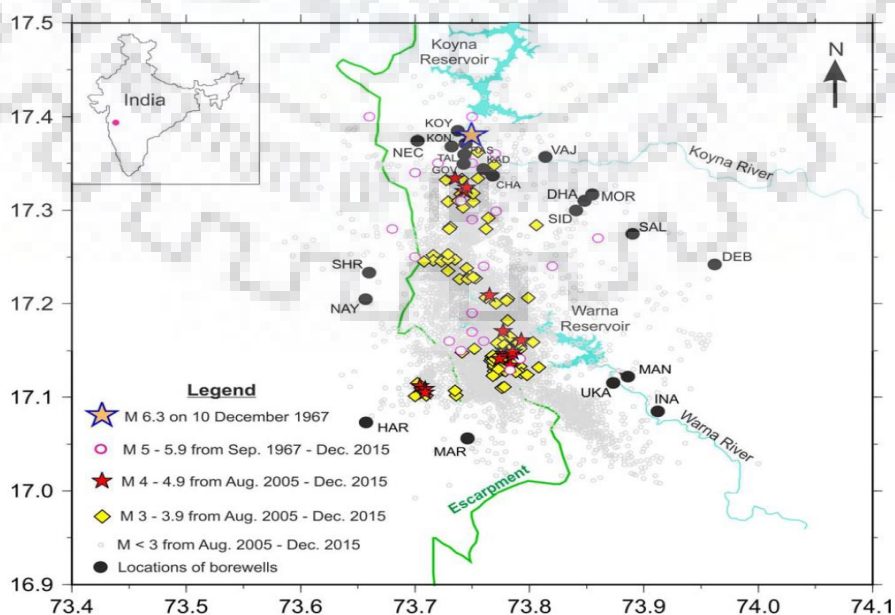 17.5
17.4
17.3
17.2
17.1
17.0
16.9
73.4
73.5
73.6
73.7
73.8
73.9
74.0
74.1
India
Koyna
Reservoir
N
KOY
KON
NEC
TAL
RAS
KAD
GOV
CHA
VAJ
Koyna River
DHA
MOR
SID
SAL
DEB
SHR
NAY
Warna
Reservoir
MAN
UKA
INA
Warna River
HAR
MAR
Escarpment
Legend
M 6.3 on 10 December 1967
M 5 - 5.9 from Sep. 1967 - Dec. 2015
M 4 - 4.9 from Aug. 2005 - Dec. 2015
M 3 - 3.9 from Aug. 2005 - Dec. 2015
M < 3 from Aug. 2005 - Dec. 2015
Locations of borewells